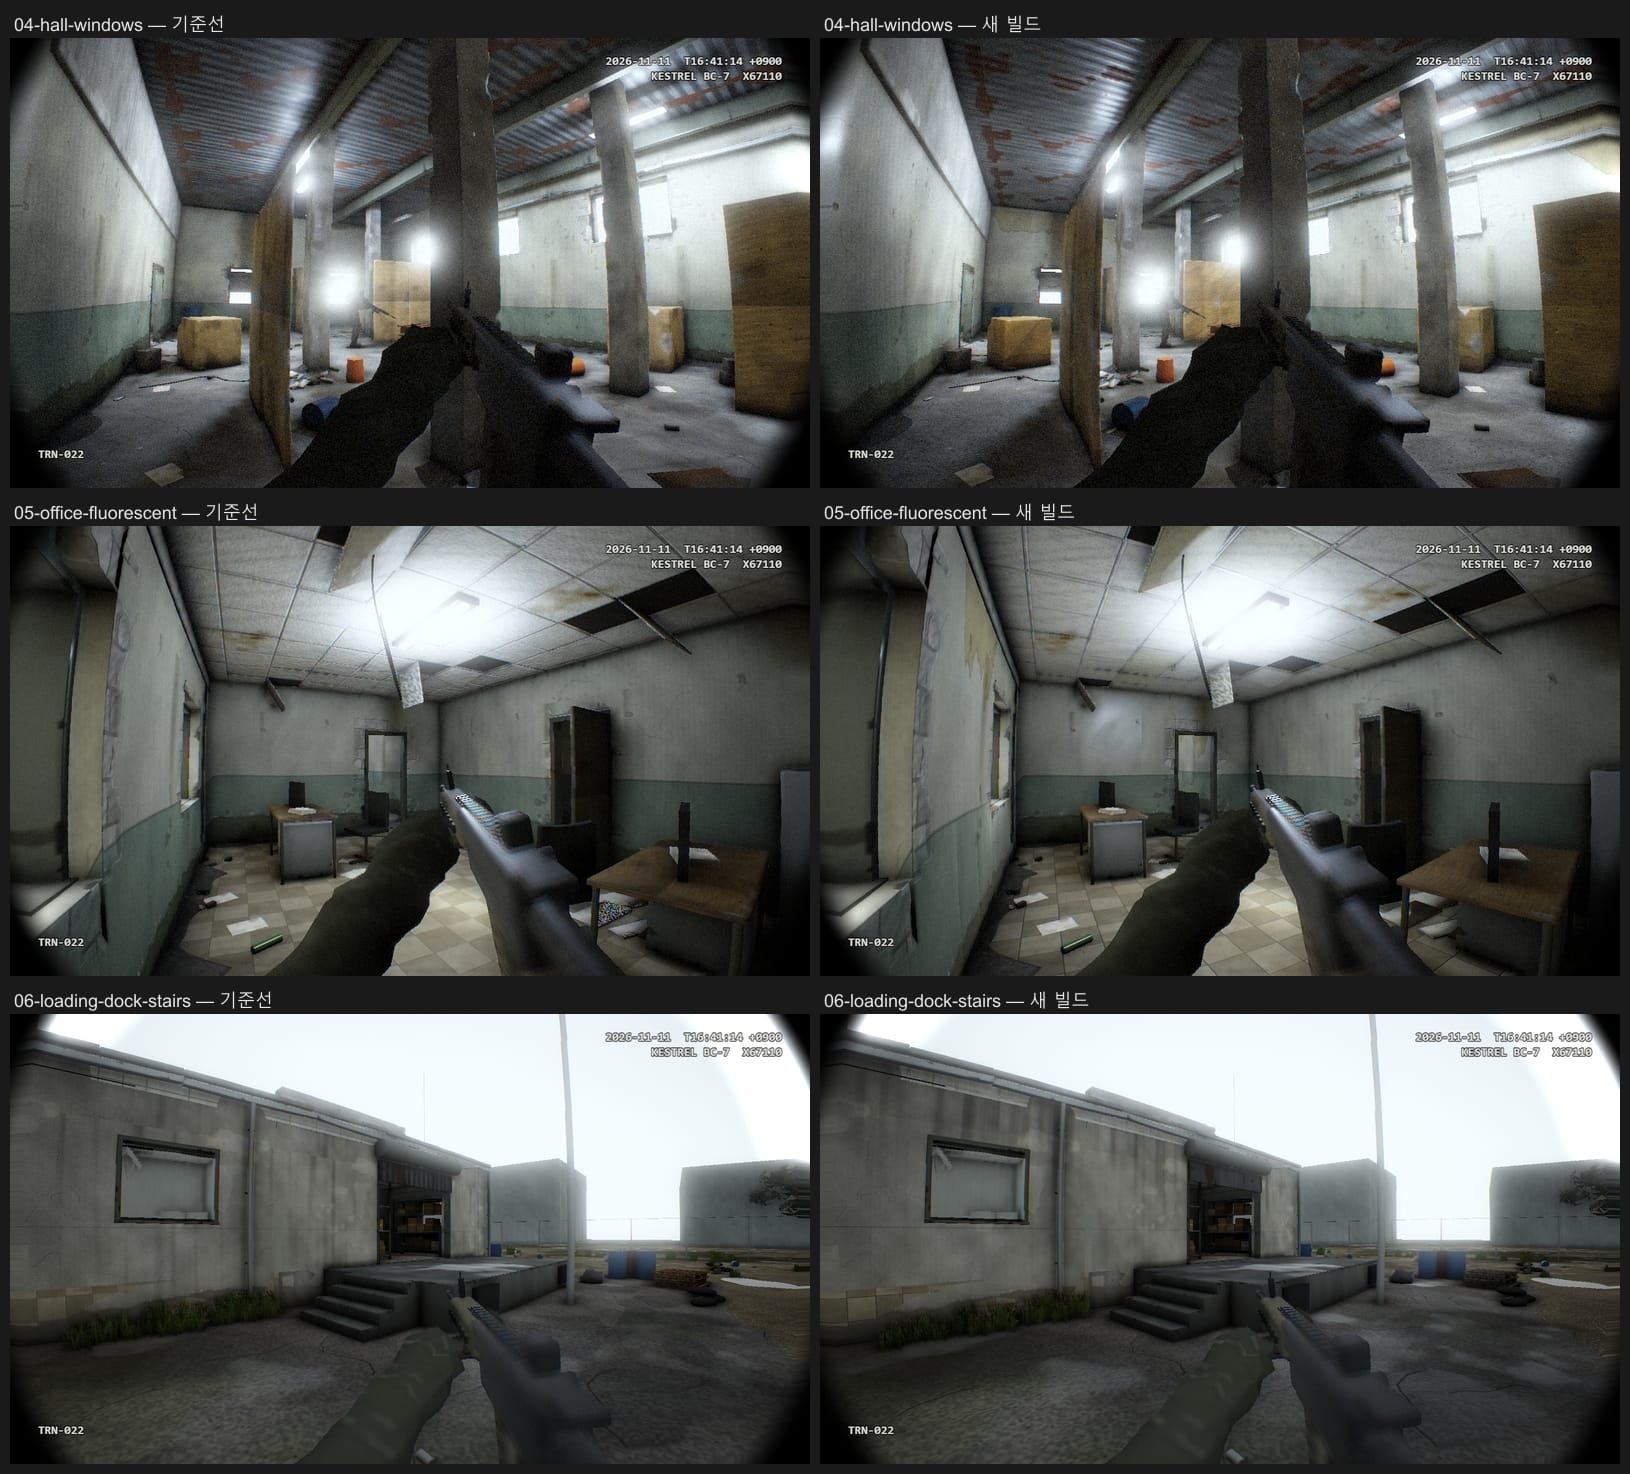 04-hall-windows — 기준선
04-hall-windows — 새 빌드
2026-11-11 T16:41:14 +0900
KESTREL BC-7 X67110
TRN-022
2026-11-11 T16:41:14 +0900
KESTREL BC-7 X67110
TRN-022
05-office-fluorescent — 기준선
05-office-fluorescent — 새 빌드
2026-11-11 T16:41:14 +0900
KESTREL BC-7 X67110
TRN-022
2026-11-11 T16:41:14 +0900
KESTREL BC-7 X67110
TRN-022
06-loading-dock-stairs — 기준선
06-loading-dock-stairs — 새 빌드
2026-11-11 T16:41:14 +0900
KESTREL BC-7 X67110
TRN-022
2026-11-11 T16:41:14 +0900
KESTREL BC-7 X67110
TRN-022